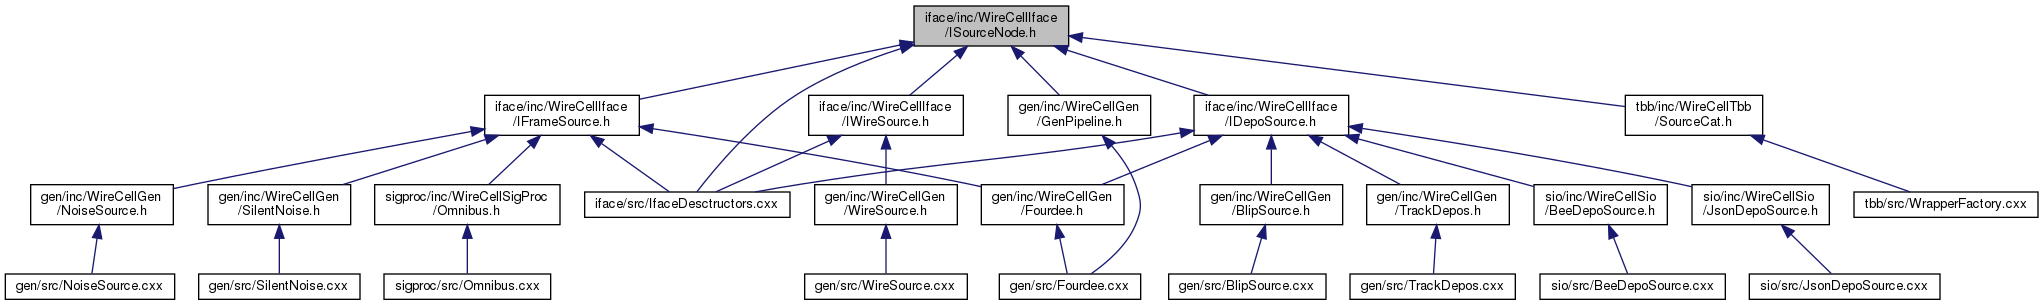 iface/inc/WireCellIface
/ISourceNode.h
iface/inc/WireCellIface
/IFrameSource.h
iface/inc/WireCellIface
/IWireSource.h
gen/inc/WireCellGen
/GenPipeline.h
iface/inc/WireCellIface
/IDepoSource.h
tbb/inc/WireCellTbb
/SourceCat.h
gen/inc/WireCellGen
/NoiseSource.h
gen/inc/WireCellGen
/SilentNoise.h
sigproc/inc/WireCellSigProc
/Omnibus.h
iface/src/IfaceDesctructors.cxx
gen/inc/WireCellGen
/WireSource.h
gen/inc/WireCellGen
/Fourdee.h
gen/inc/WireCellGen
/BlipSource.h
gen/inc/WireCellGen
/TrackDepos.h
sio/inc/WireCellSio
/BeeDepoSource.h
sio/inc/WireCellSio
/JsonDepoSource.h
tbb/src/WrapperFactory.cxx
gen/src/NoiseSource.cxx
gen/src/SilentNoise.cxx
sigproc/src/Omnibus.cxx
gen/src/WireSource.cxx
gen/src/Fourdee.cxx
gen/src/BlipSource.cxx
gen/src/TrackDepos.cxx
sio/src/BeeDepoSource.cxx
sio/src/JsonDepoSource.cxx